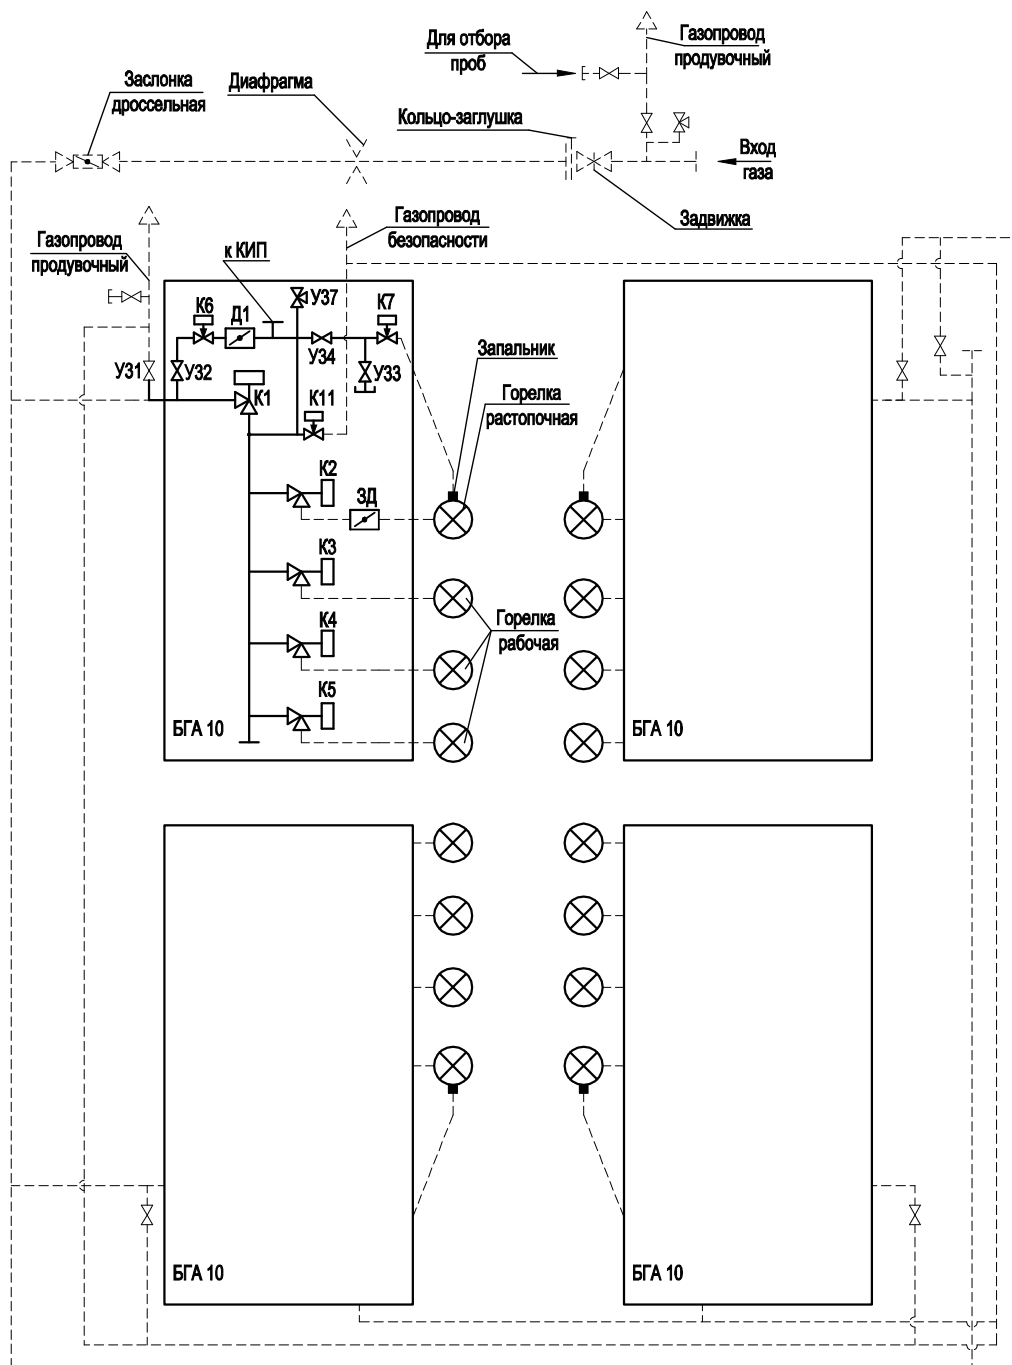 Для отбора
проб
Газопровод
продувочный
Заслонка
дроссельная
Диафрагма
Кольцо-заглушка
Вход
газа
Задвижка
Газопровод
безопасности
Газопровод
продувочный
к КИП
К6
Д1
У37
К7
У31
У32
У34
У33
К1
К11
Запальник
Горелка
растопочная
К2
ЗД
К3
К4
Горелка
рабочая
К5
БГА 10
БГА 10
БГА 10
БГА 10